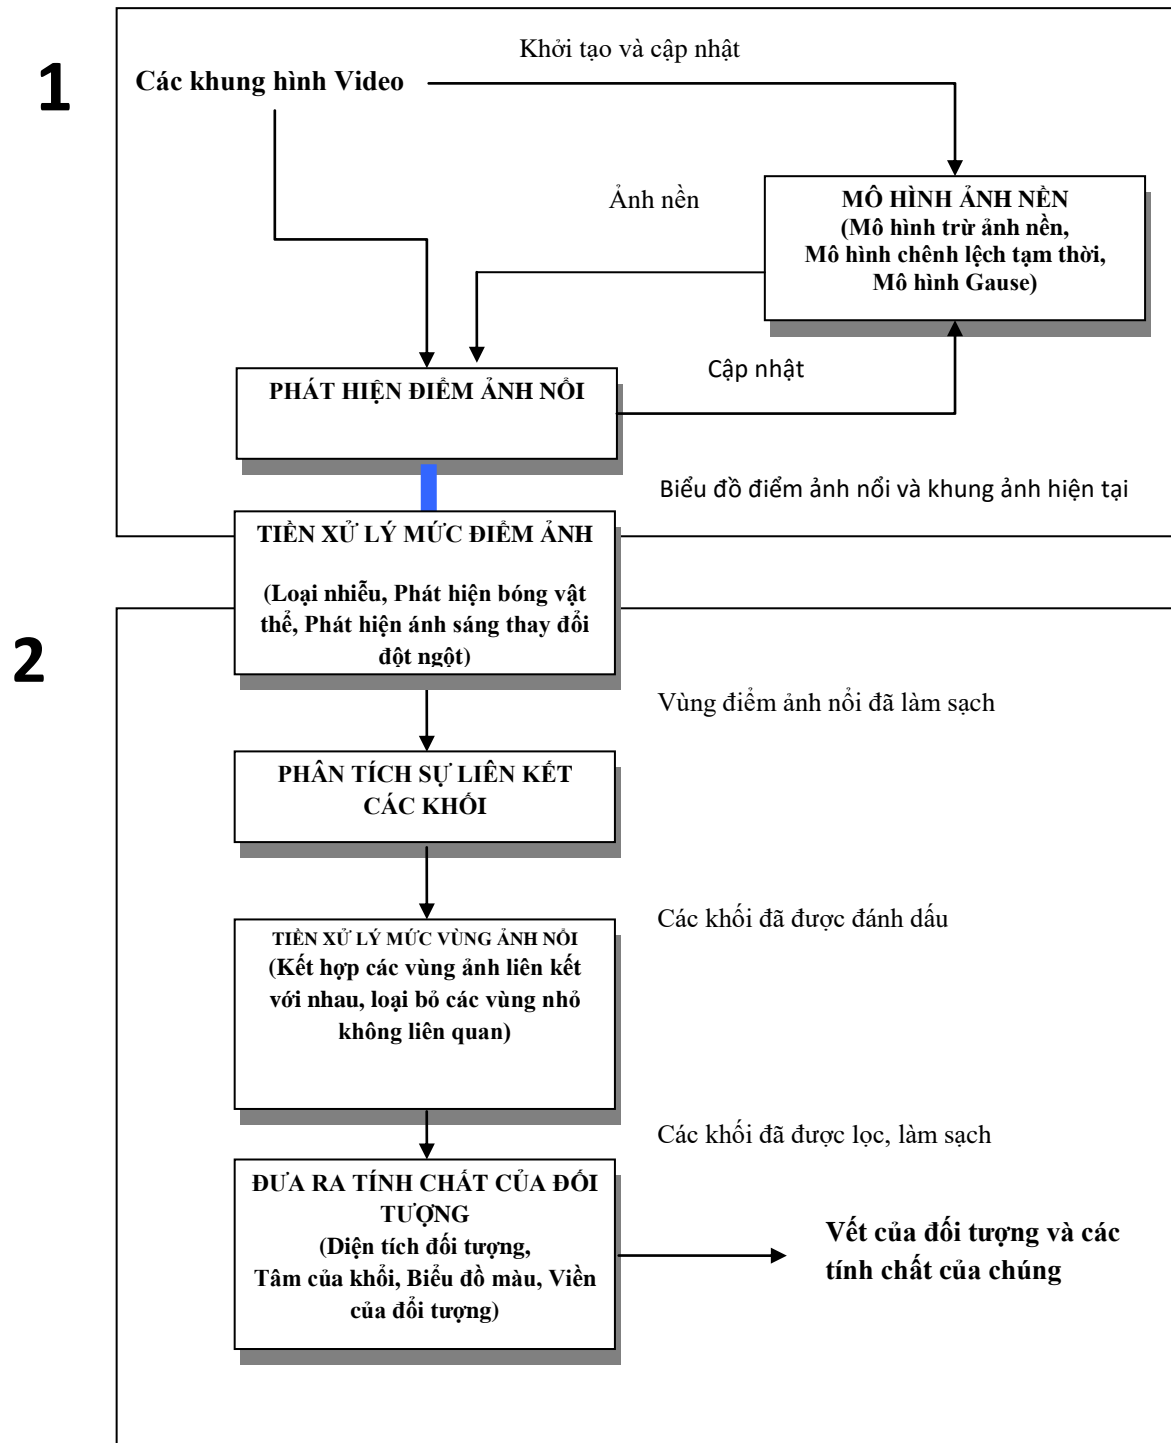 Khởi tạo và cập nhật
1
Các khung hình Video
Ảnh nền
MÔ HÌNH ẢNH NỀN
(Mô hình trừ ảnh nền,
Mô hình chênh lệch tạm thời,
Mô hình Gause)
Cập nhật
PHÁT HIỆN ĐIỂM ẢNH NỔI
Biểu đồ điểm ảnh nổi và khung ảnh hiện tại
TIỀN XỬ LÝ MỨC ĐIỂM ẢNH
(Loại nhiễu, Phát hiện bóng vật
thể, Phát hiện ánh sáng thay đổi
đột ngột)
2
Vùng điểm ảnh nổi đã làm sạch
PHÂN TÍCH SỰ LIÊN KẾT
CÁC KHỐI
Các khối đã được đánh dấu
TIỀN XỬ LÝ MỨC VÙNG ẢNH NỔI
(Kết hợp các vùng ảnh liên kết
với nhau, loại bỏ các vùng nhỏ
không liên quan)
Các khối đã được lọc, làm sạch
ĐƯA RA TÍNH CHẤT CỦA ĐỐI
TƯỢNG
(Diện tích đối tượng,
Tâm của khổi, Biểu đồ màu, Viền
của đổi tượng)
Vết của đối tượng và các
tính chất của chúng